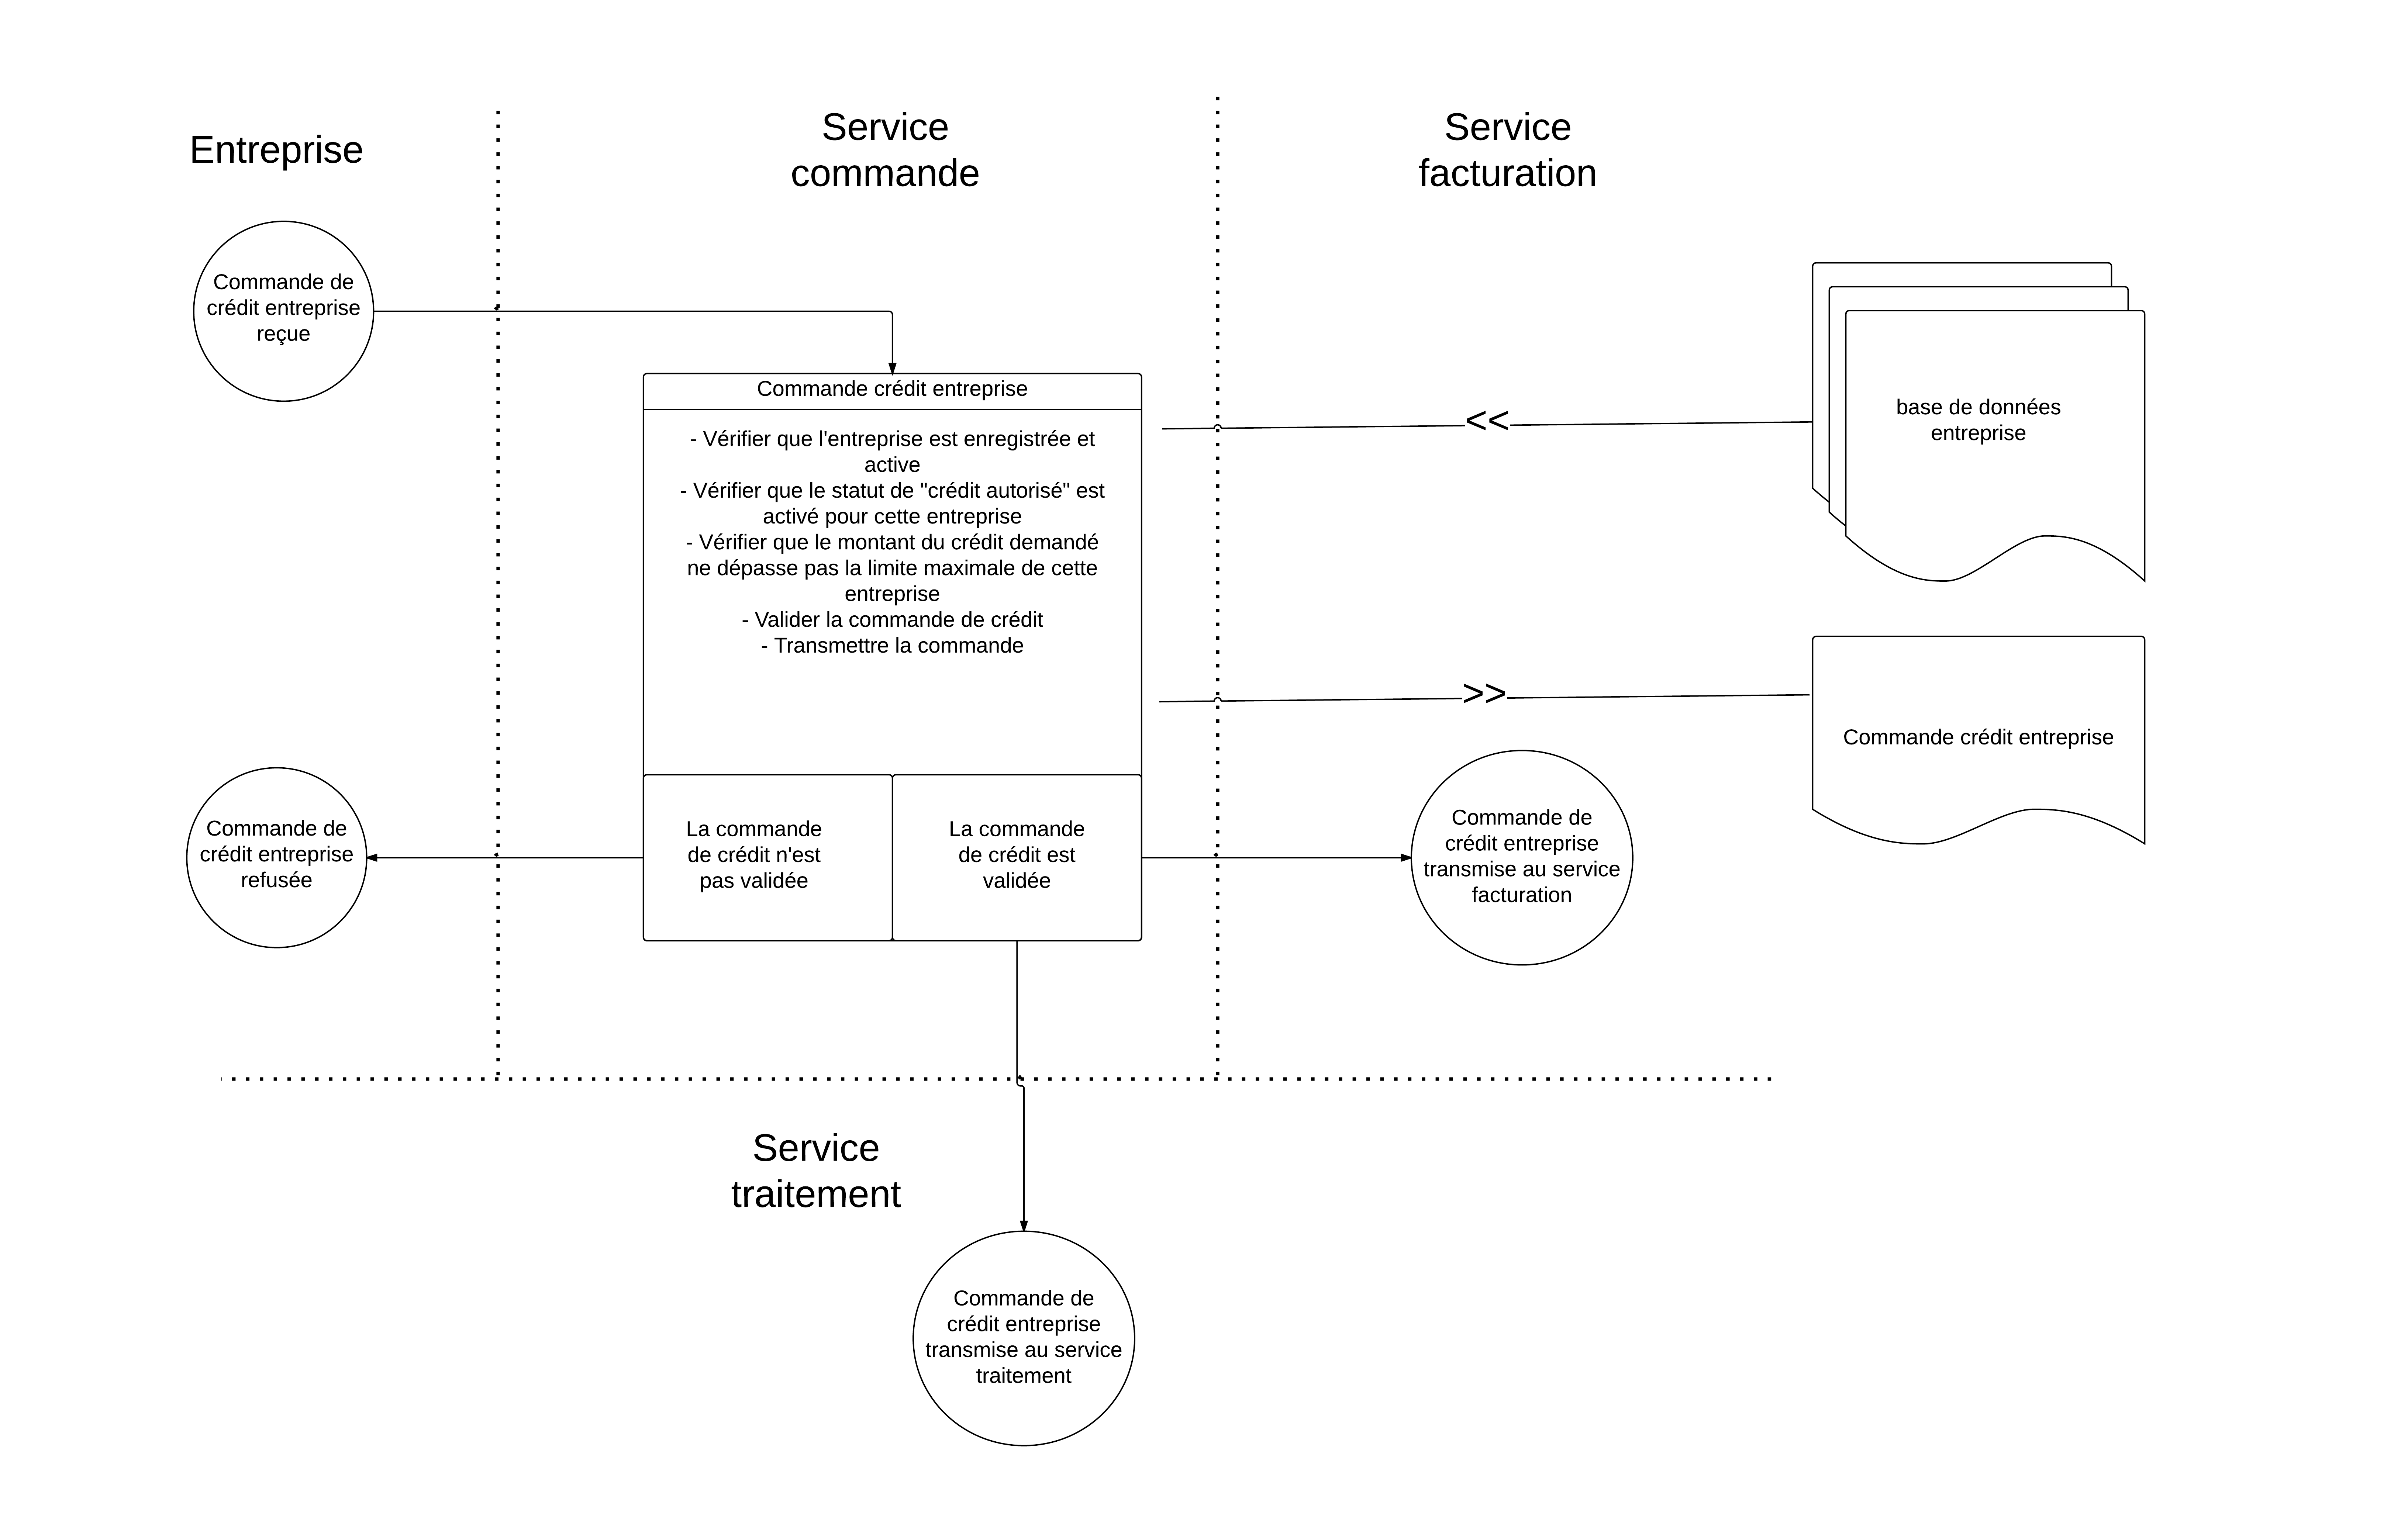 Entreprise
Service
commande
Service
facturation
Commande de
crédit entreprise
reçue
Commande crédit entreprise
- Vérifier que l'entreprise est enregistrée et
active
- Vérifier que le statut de "crédit autorisé" est
activé pour cette entreprise
- Vérifier que le montant du crédit demandé
ne dépasse pas la limite maximale de cette
entreprise
- Valider la commande de crédit
- Transmettre la commande
<<
base de données
entreprise
>>
Commande crédit entreprise
Commande de
crédit entreprise
refusée
La commande
de crédit n'est
pas validée
La commande
de crédit est
validée
Commande de
crédit entreprise
transmise au service
facturation
Service
traitement
Commande de
crédit entreprise
transmise au service
traitement